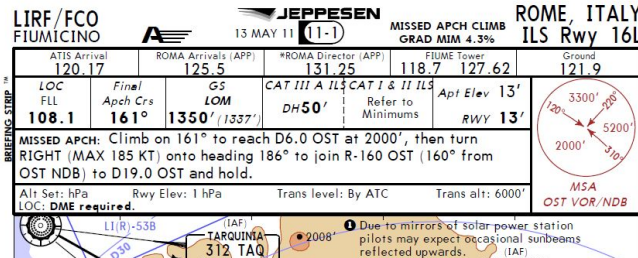 LIRF/FCO
FIUMICINO
JEPPESEN
13 MAY 11 11-1
MISSED APCH CLIMB
GRAD MIM 4.3%
ROME, ITALY
ILS Rwy 16L
BRIEFING STRIP ™
ATIS Arrival
120.17
ROMA Arrivals (APP)
125.5
*ROMA Director (APP)
131.25
FIUME Tower
118.7 127.62
Ground
121.9
LOC
FLL
108.1
Final
Apch Crs
161°
GS
LOM
1350' (1337')
CAT III A ILS
DH50'
CAT I & II ILS
Refer to
Minimums
Apt Elev 13'
RWY 13'
MISSED APCH: Climb on 161° to reach D6.0 OST at 2000', then turn
RIGHT (MAX 185 KT) onto heading 186° to join R-160 OST (160° from
OST NDB) to D19.0 OST and hold.
Alt Set: hPa Rwy Elev: 1 hPa Trans level: By ATC Trans alt: 6000'
LOC: DME required.
3300'
120°
220°
5200'
2000'
310°
MSA
OST VOR/NDB
LI(R)-53B
D30
(IAF)
TARQUINIA
312 TAQ
2008'
1 Due to mirrors of solar power station
pilots may expect occasional sunbeams
reflected upwards.
(IAF)